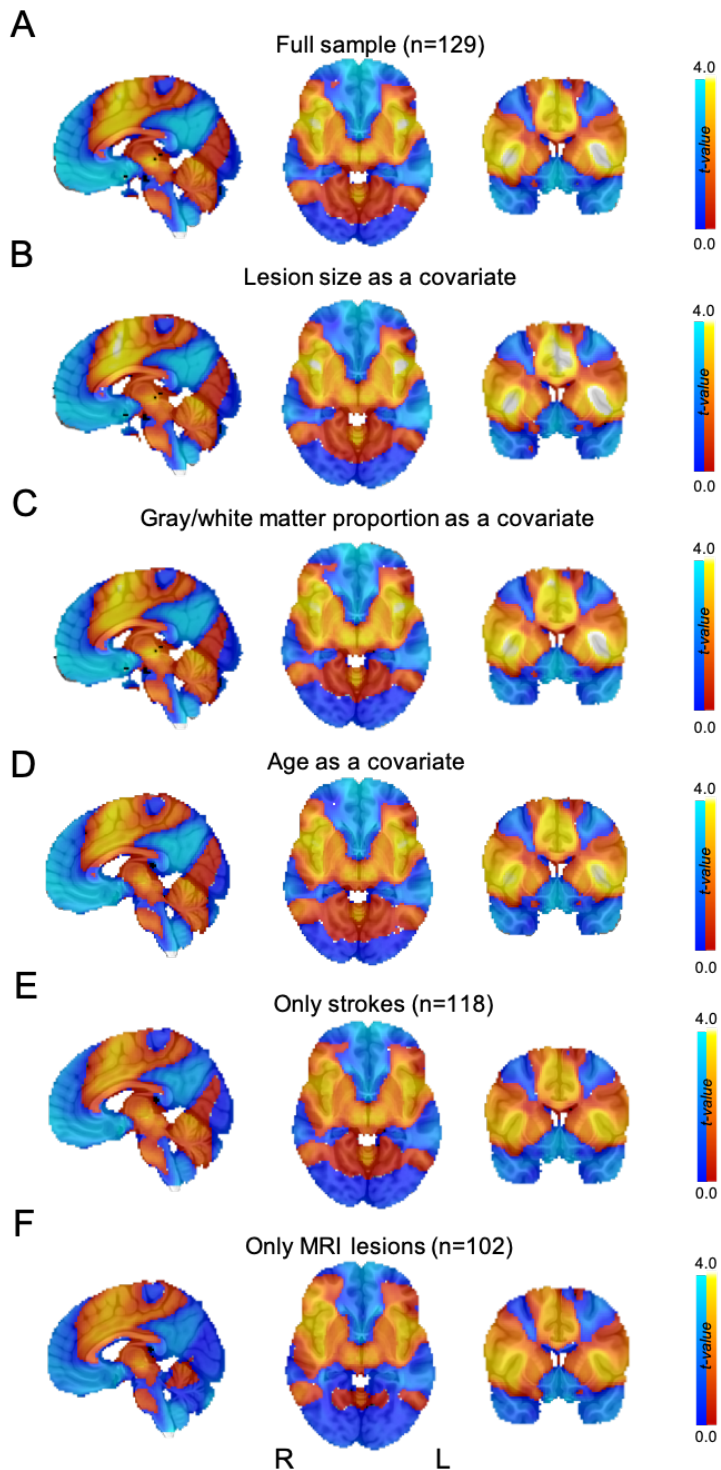 A
Full sample (n=129)
4.0
t-value
0.0
B
Lesion size as a covariate
4.0
t-value
0.0
C
Gray/white matter proportion as a covariate
4.0
t-value
0.0
D
Age as a covariate
4.0
t-value
0.0
E
Only strokes (n=118)
4.0
t-value
0.0
F
Only MRI lesions (n=102)
4.0
t-value
0.0
R L